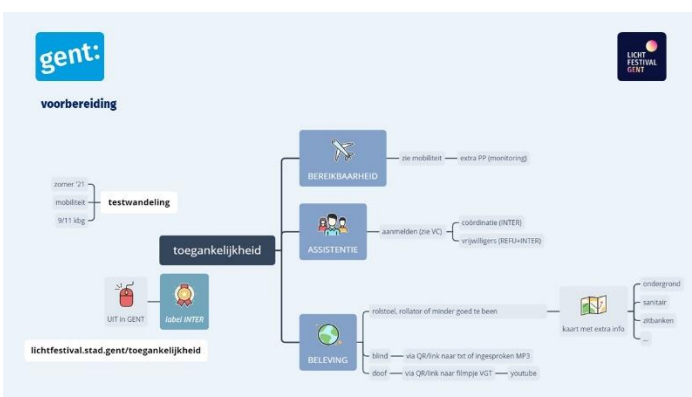 gent:
LICHT
FESTIVAL
GENT
voorbereiding
zomer '21
mobiliteit
9/11 kbg
testwandeling
toegankelijkheid
UIT in GENT
label INTER
lichtfestival.stad.gent/toegankelijkheid
BEREIKBAARHEID
zie mobiliteit
extra PP (monitoring)
ASSISTENTIE
aanmelden (zie VC)
coördinatie (INTER)
vrijwilligers (REFU+INTER)
BELEVING
rolstoel, rollator of minder goed te been
kaart met extra info
ondergrond
sanitair
zitbanken
...
blind
via QR/link naar txt of ingesproken MP3
doof
via QR/link naar filmpje VGT
youtube